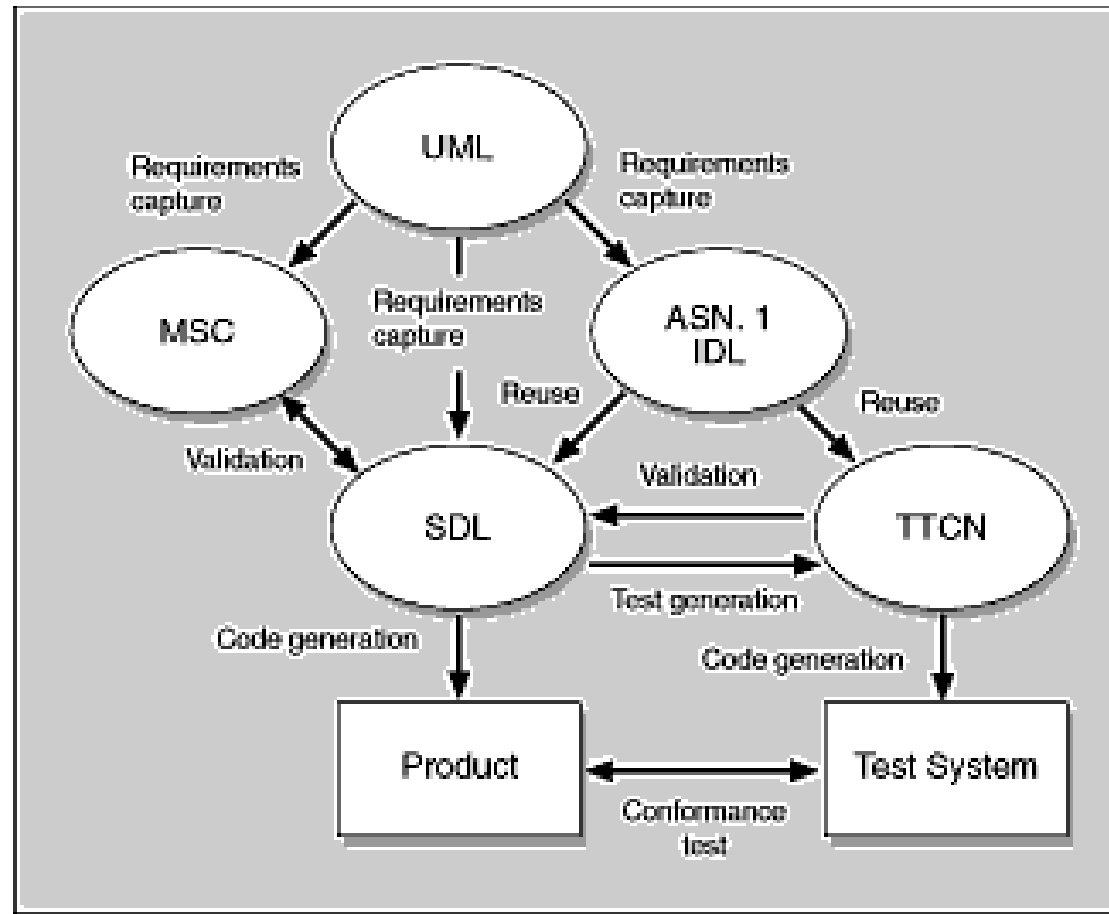 UML
Requirements
capture
Requirements
capture
Requirements
capture
MSC
ASN. 1
IDL
Reuse
Reuse
Validation
Validation
SDL
TTCN
Test generation
Code generation
Code generation
Product
Test System
Conformance
test